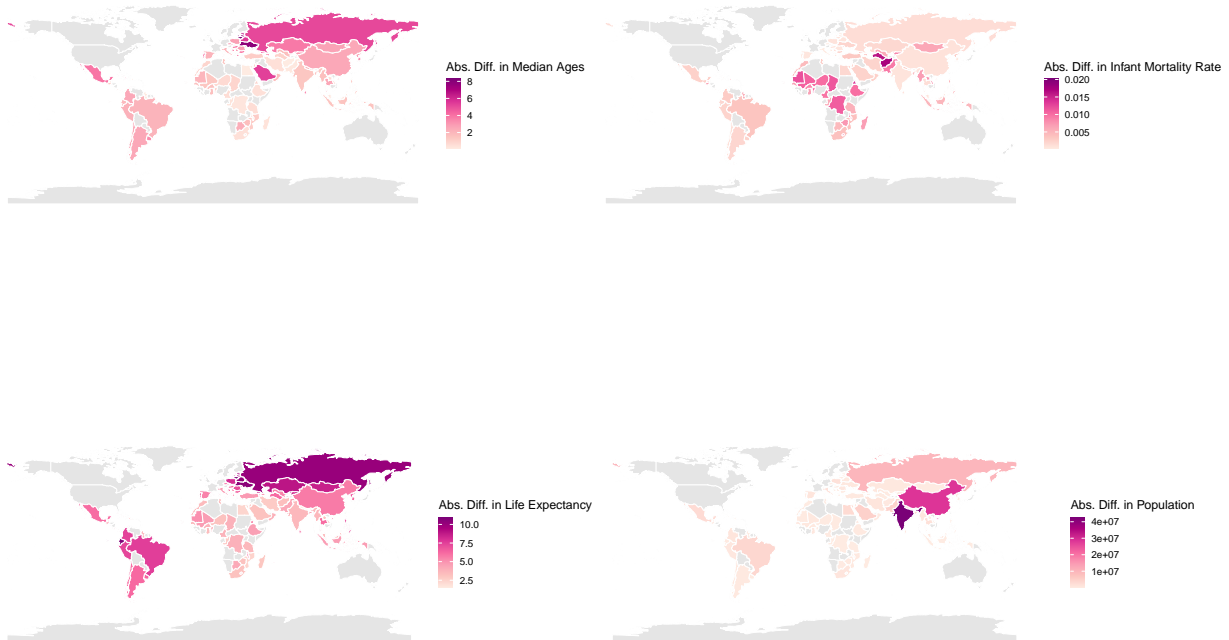 Abs. Diff. in Median Ages
8
6
4
2
Abs. Diff. in Infant Mortality Rate
0.020
0.015
0.010
0.005
Abs. Diff. in Life Expectancy
10.0
7.5
5.0
2.5
Abs. Diff. in Population
4e+07
3e+07
2e+07
1e+07